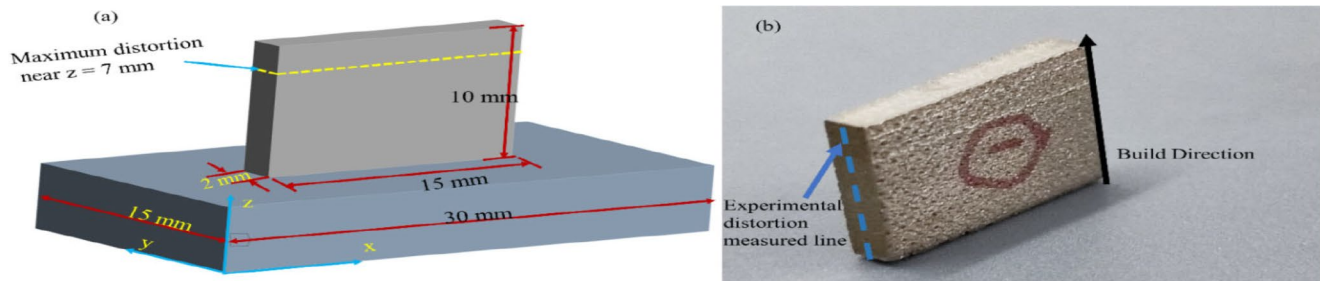 (a)
Maximum distortion
near z = 7 mm
10 mm
2 mm
15 mm
15 mm
30 mm
z
y
x
(b)
Build Direction
Experimental
distortion
measured line